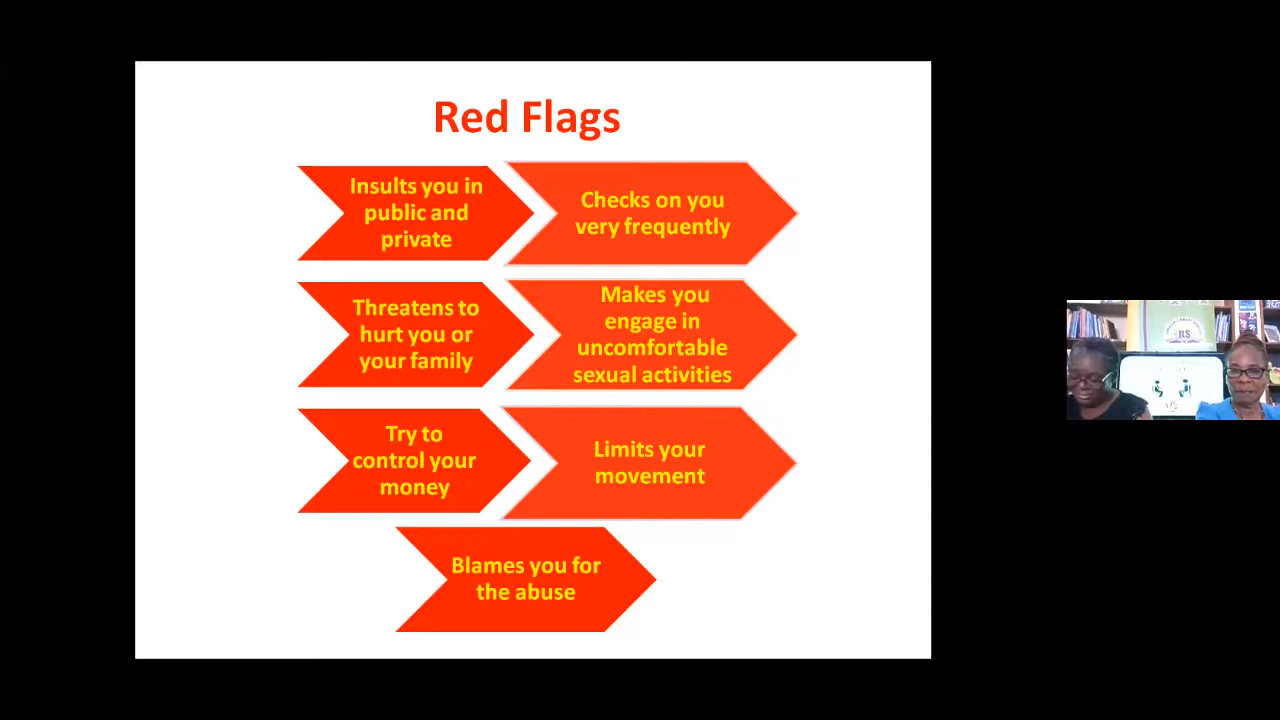 Red Flags
Insults you in
public and
private
Checks on you
very frequently
Threatens to
hurt you or
your family
Makes you
engage in
uncomfortable
sexual activities
Try to
control your
money
Limits your
movement
Blames you for
the abuse
JLS